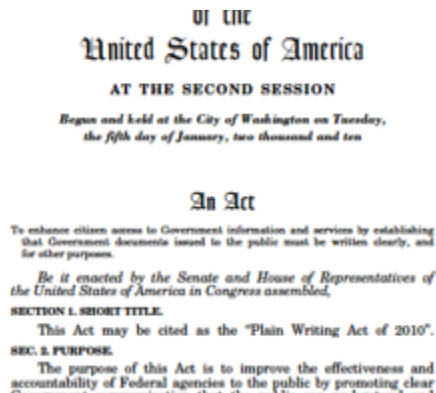 of the
United States of America
AT THE SECOND SESSION
Begun and held at the City of Washington on Tuesday,
the fifth day of January, two thousand and ten
An Act
To enhance citizen access to Government information and services by establishing
that Government documents issued to the public must be written clearly, and
for other purposes.
Be it enacted by the Senate and House of Representatives of
the United States of America in Congress assembled,
SECTION 1. SHORT TITLE.
This Act may be cited as the “Plain Writing Act of 2010”.
SEC. 2. PURPOSE.
The purpose of this Act is to improve the effectiveness and
accountability of Federal agencies to the public by promoting clear